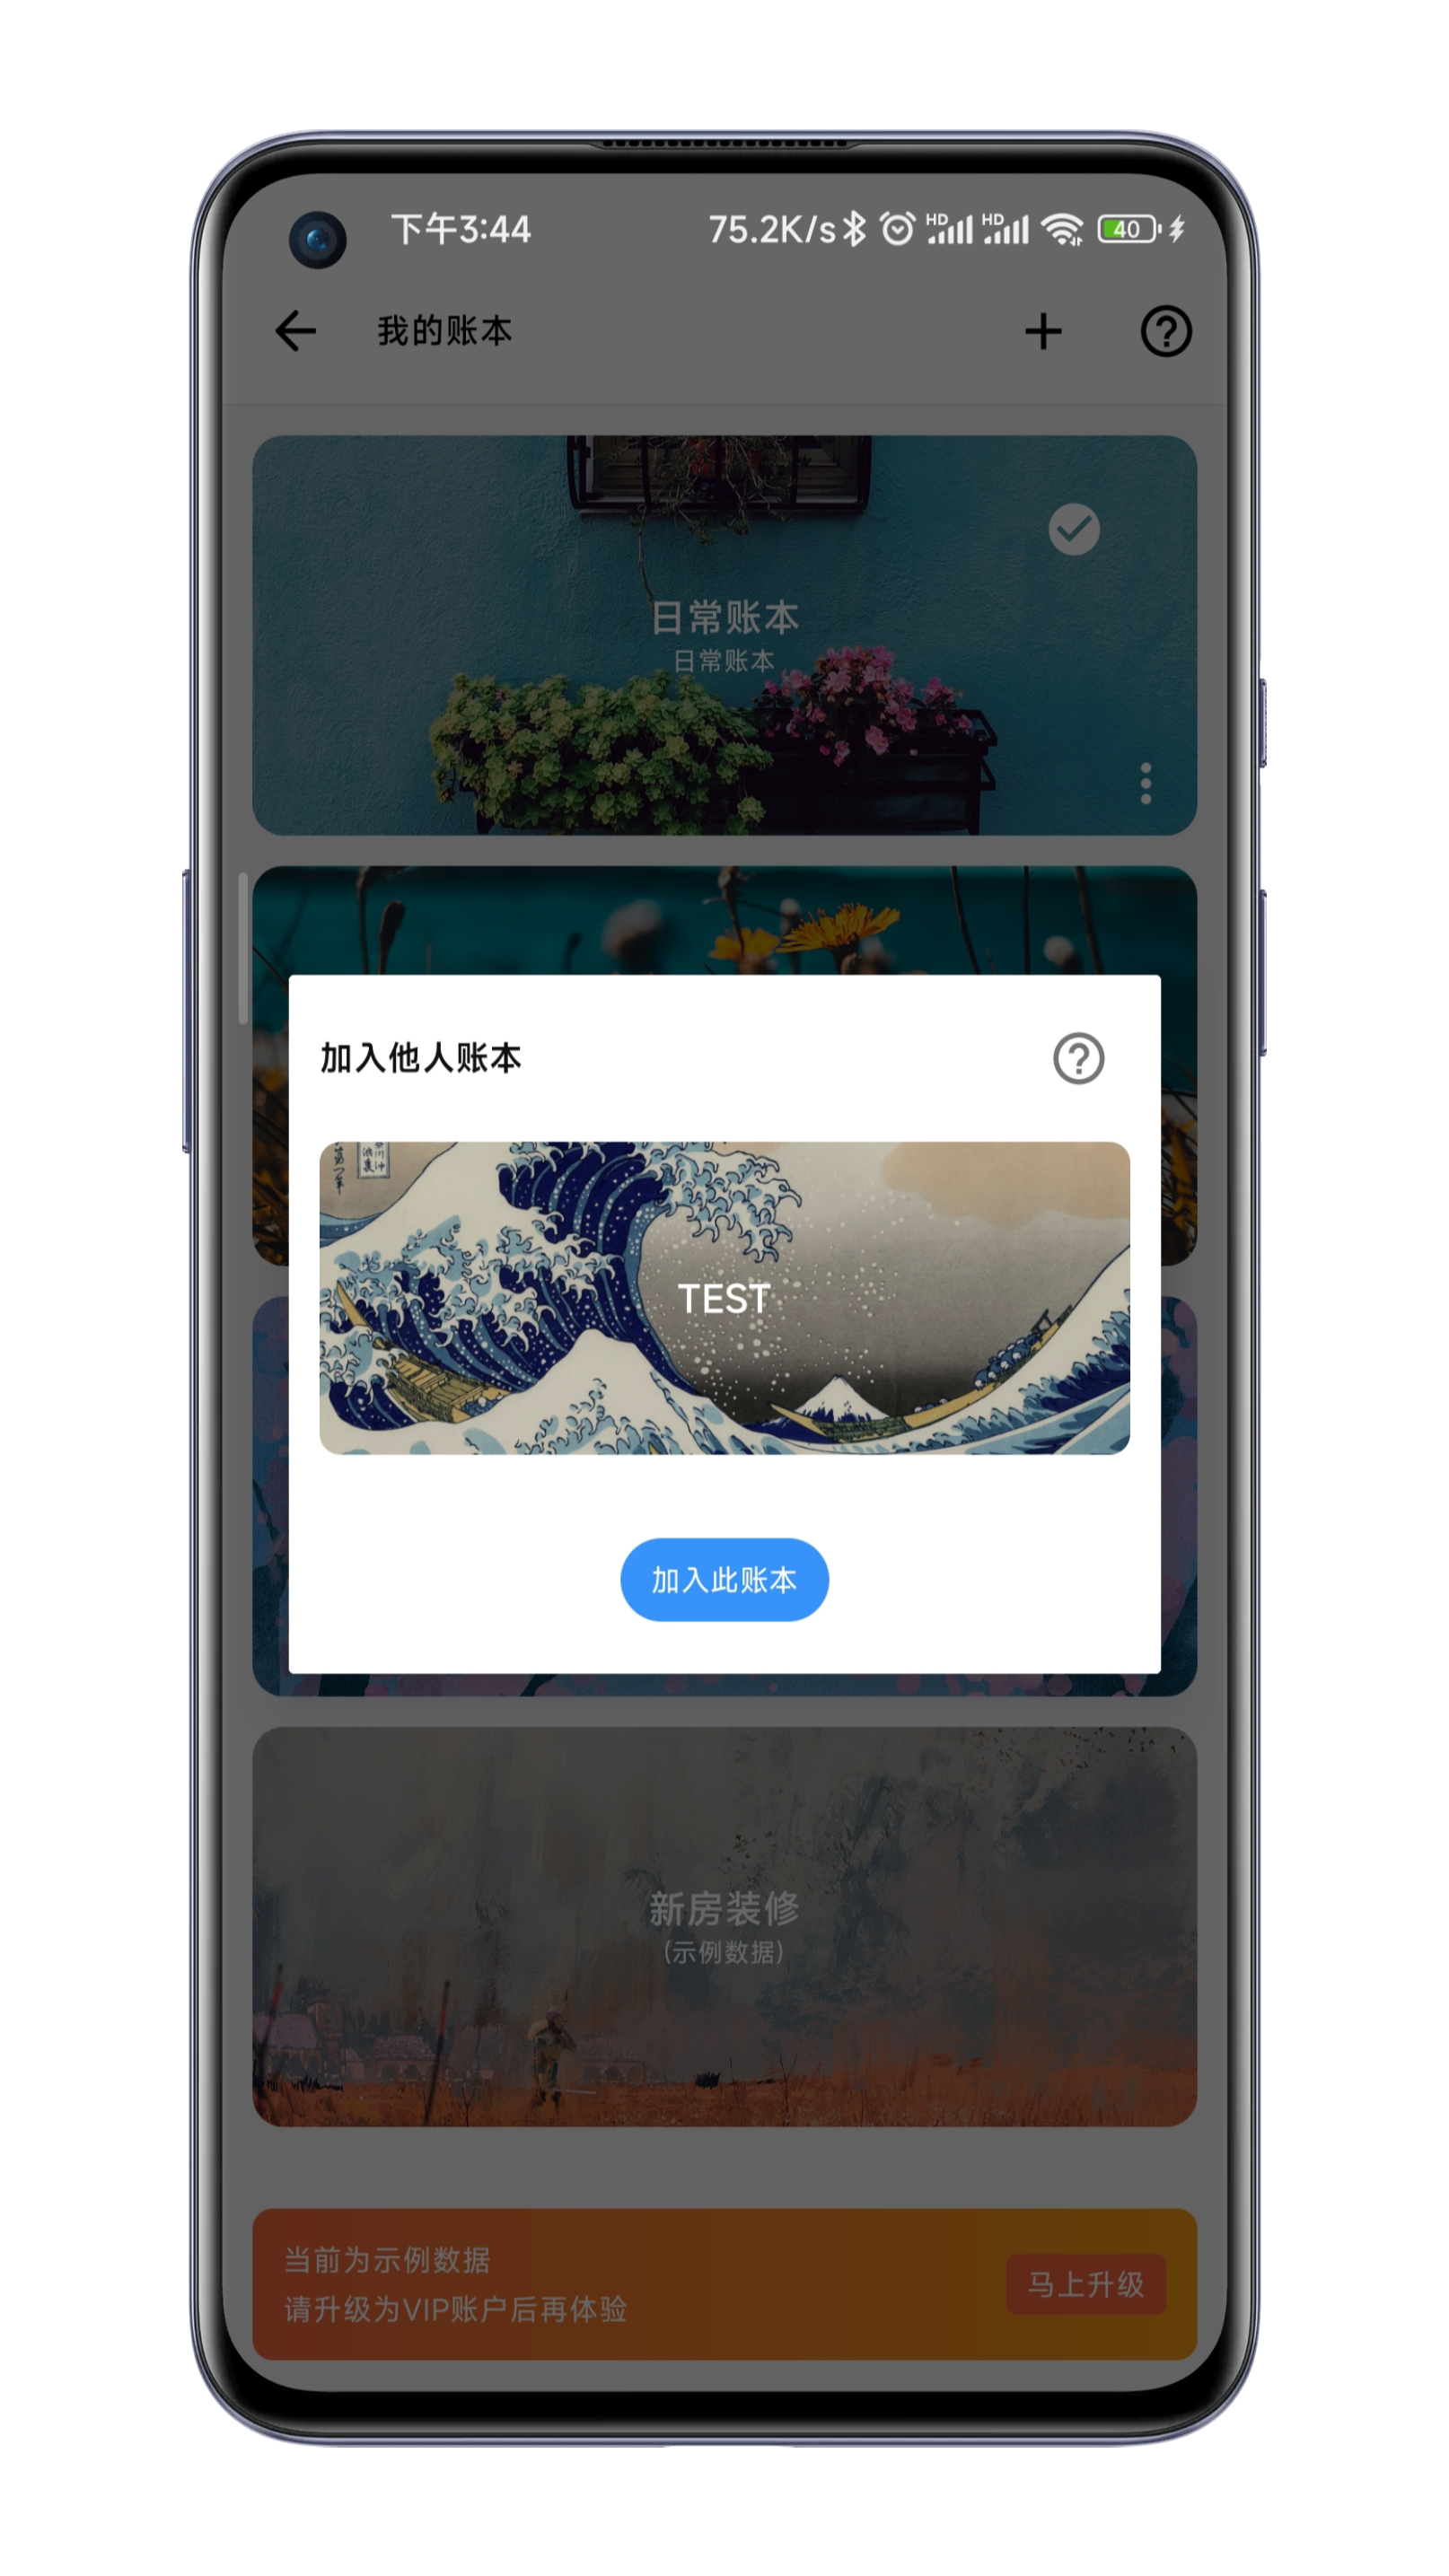 下午3:44
75.2K/s HD HD 40
我的账本
日常账本
日常账本
加入他人账本
TEST
加入此账本
新房装修
(示例数据)
当前为示例数据
请升级为VIP账户后再体验
马上升级